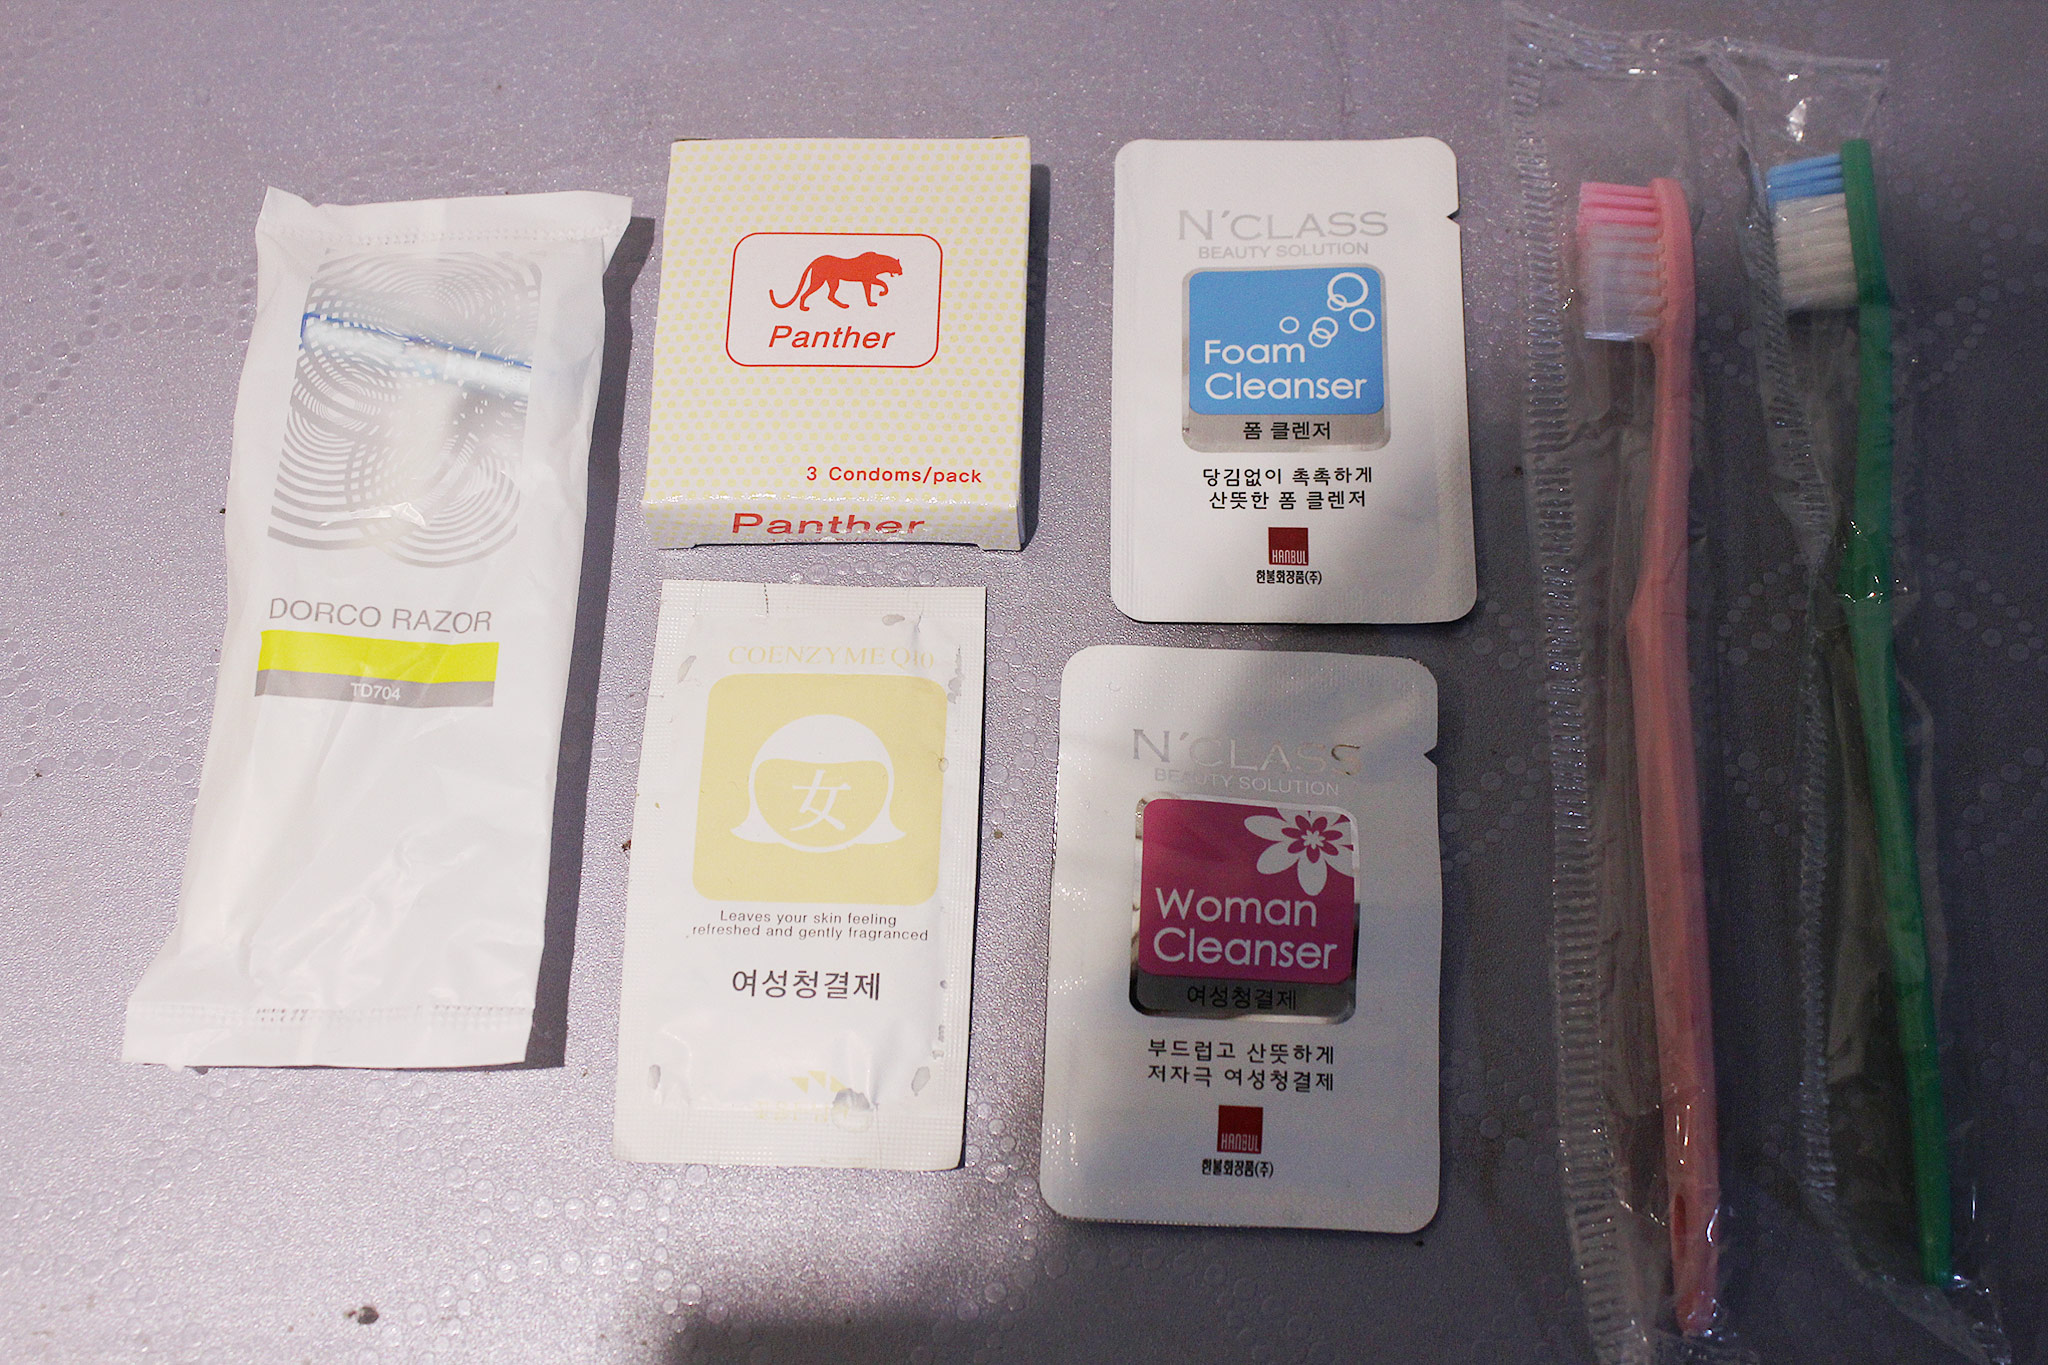 DORCO RAZOR
TD704
Panther
3 Condoms/pack
Panther
COENZYME Q10
女
Leaves your skin feeling
refreshed and gently fragranced
여성청결제
N'CLASS
BEAUTY SOLUTION
Foam
Cleanser
폼 클렌저
당김없이 촉촉하게
산뜻한 폼 클렌저
HANBUL
한불화장품(주)
N'CLASS
BEAUTY SOLUTION
Woman
Cleanser
여성청결제
부드럽고 산뜻하게
저자극 여성청결제
HANBUL
한불화장품(주)